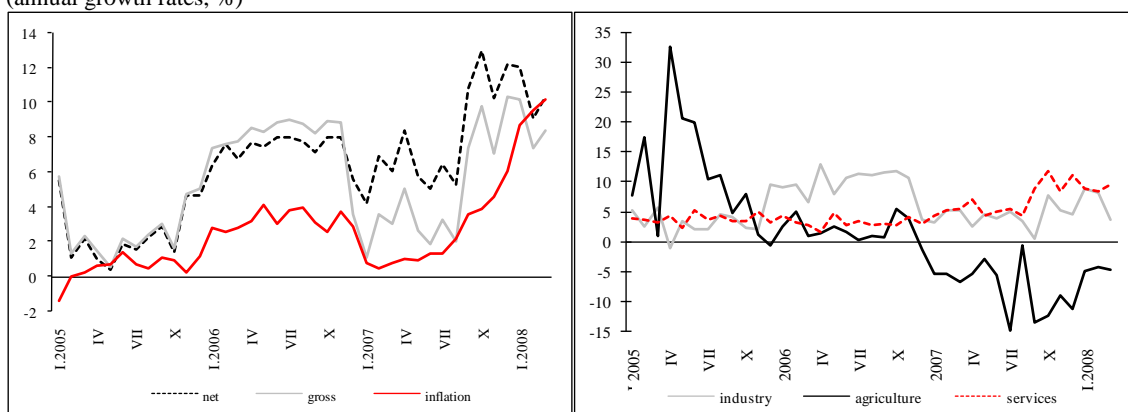 (annual growth rates, %)
14
12
10
8
6
4
2
0
-2
I.2005
IV
VII
X
I.2006
IV
VII
X
I.2007
IV
VII
X
I.2008
net gross inflation
35
30
25
20
15
10
5
0
-5
-10
-15
2005
IV
VII
X
2006
IV
VII
X
2007
IV
VII
X
I.2008
industry agriculture services